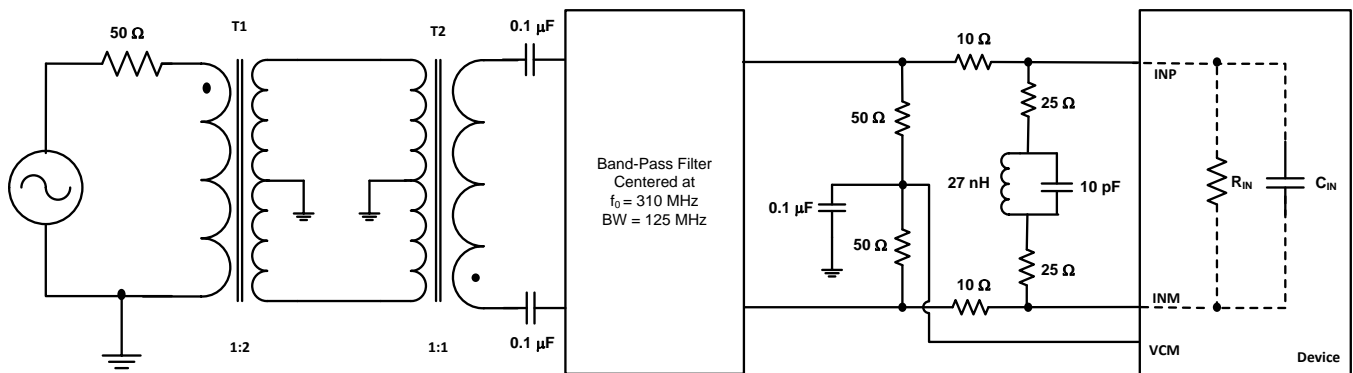 50 Ω
T1
T2
0.1 µF
0.1 µF
1:2
1:1
Band-Pass Filter
Centered at
f0 = 310 MHz
BW = 125 MHz
50 Ω
50 Ω
0.1 µF
10 Ω
10 Ω
25 Ω
27 nH
10 pF
25 Ω
INP
INM
VCM
RIN
CIN
Device